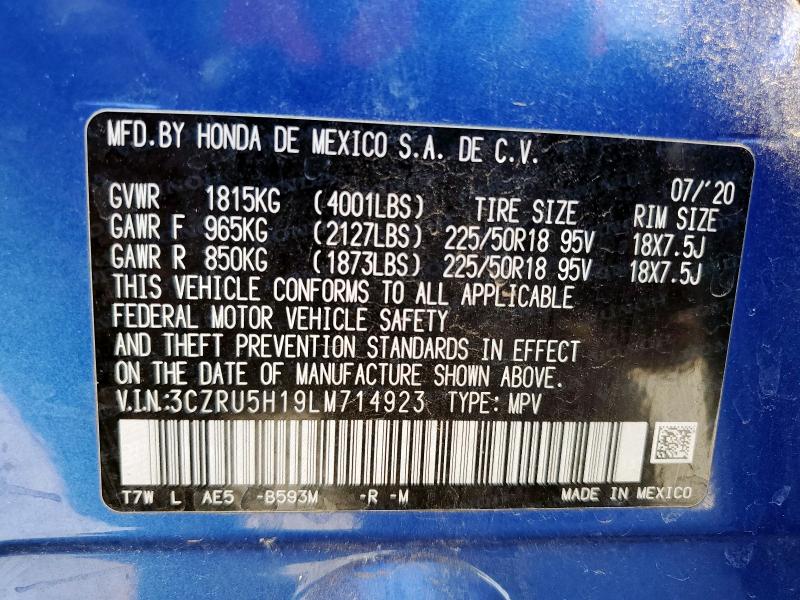 MFD.BY HONDA DE MEXICO S.A. DE C.V.
07/'20
GVWR 1815KG (4001LBS) TIRE SIZE RIM SIZE
GAWR F 965KG (2127LBS) 225/50R18 95V 18X7.5J
GAWR R 850KG (1873LBS) 225/50R18 95V 18X7.5J
THIS VEHICLE CONFORMS TO ALL APPLICABLE
FEDERAL MOTOR VEHICLE SAFETY
AND THEFT PREVENTION STANDARDS IN EFFECT
ON THE DATE OF MANUFACTURE SHOWN ABOVE.
V.I.N:3CZRU5H19LM714923 TYPE: MPV
T7W L AE5 -B593M -R -M MADE IN MEXICO